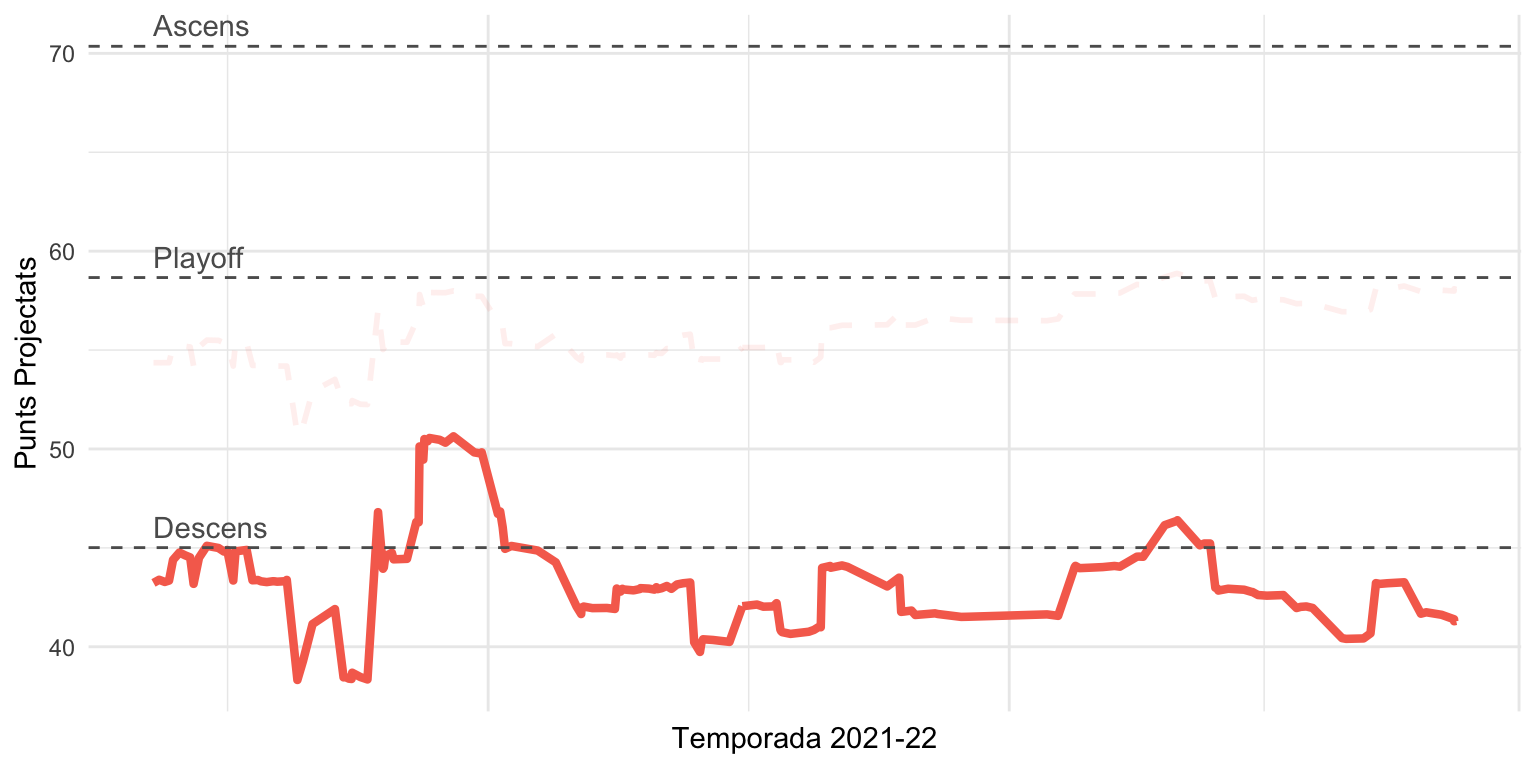 Ascens
70
60
Playoff
Punts Projectats
50
Descens
40
Temporada 2021-22